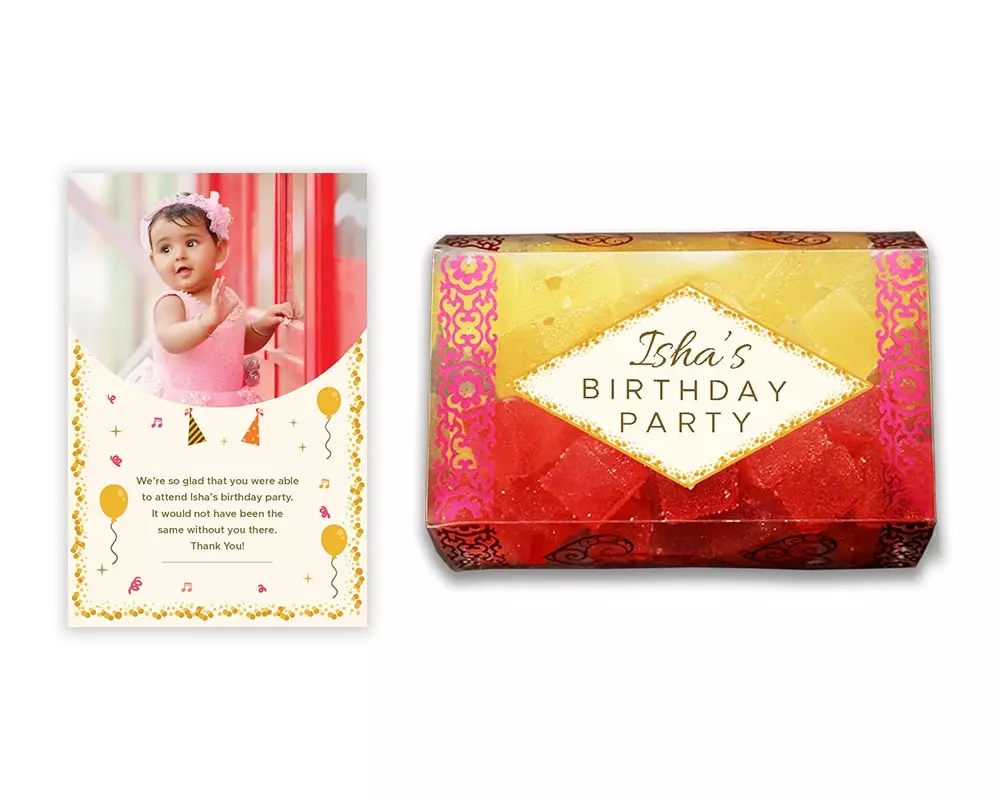 We're so glad that you were able
to attend Isha's birthday party.
It would not have been the
same without you there.
Thank You!
Isha's
BIRTHDAY
PARTY